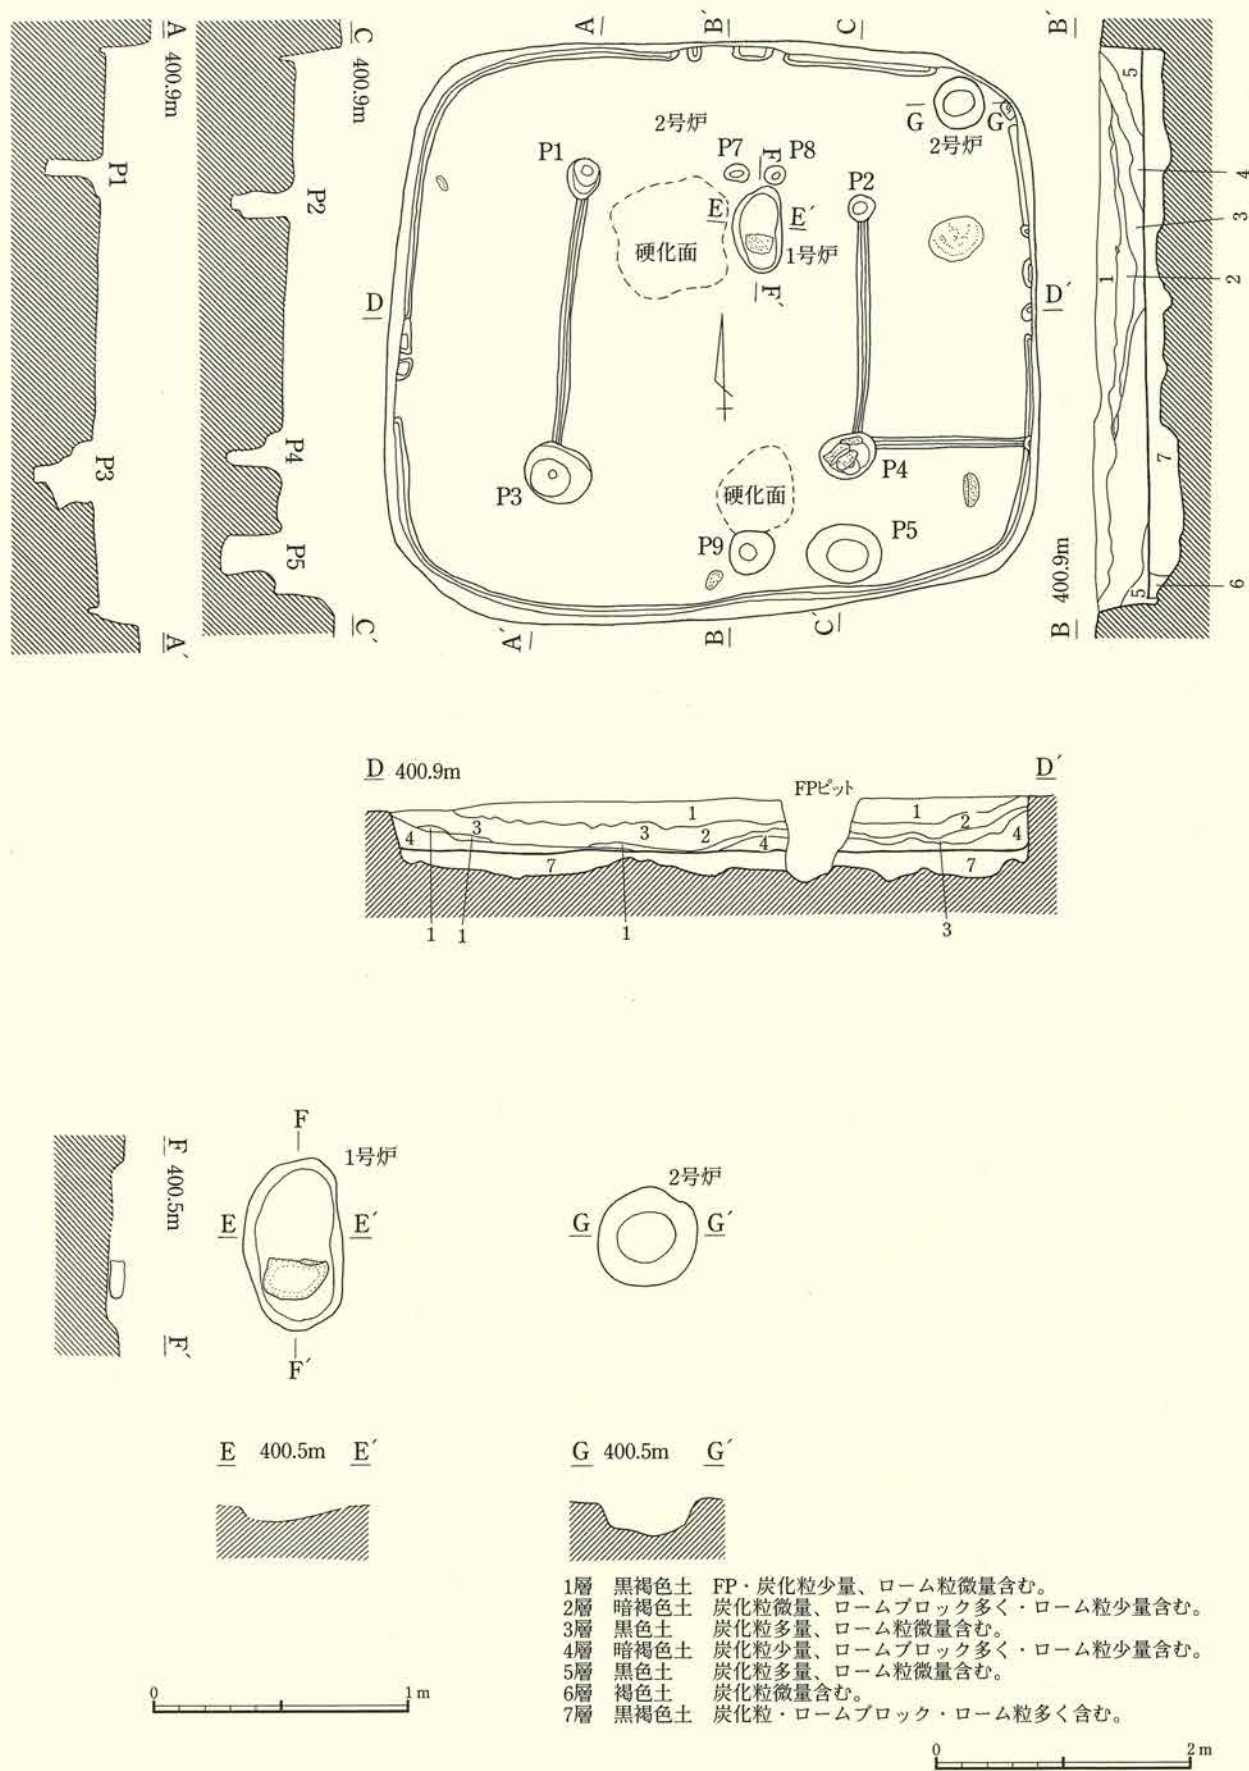 A 400.9m
P1
P3
A´
C 400.9m
P2
P4
P5
C´
A
B´
C
2号炉
P1
P7
F
P8
G
G´
2号炉
P2
E
E´
硬化面
1号炉
D
F´
D´
P3
P4
硬化面
P9
P5
A´
B
C´
B´
5
4
3
1
2
7
6
5
B 400.9m
D 400.9m
D´
FPピット
1
1
2
3
3
2
4
4
4
7
7
1
1
1
3
F 400.5m
F´
F
1号炉
E
E´
F´
2号炉
G
G´
E 400.5m E´
G 400.5m G´
1層 黒褐色土 FP・炭化粒少量、ローム粒微量含む。
2層 暗褐色土 炭化粒微量、ロームブロック多く・ローム粒少量含む。
3層 黒色土 炭化粒多量、ローム粒微量含む。
4層 暗褐色土 炭化粒少量、ロームブロック多く・ローム粒少量含む。
5層 黒色土 炭化粒多量、ローム粒微量含む。
6層 褐色土 炭化粒微量含む。
7層 黒褐色土 炭化粒・ロームブロック・ローム粒多く含む。
0 1m
0 2m